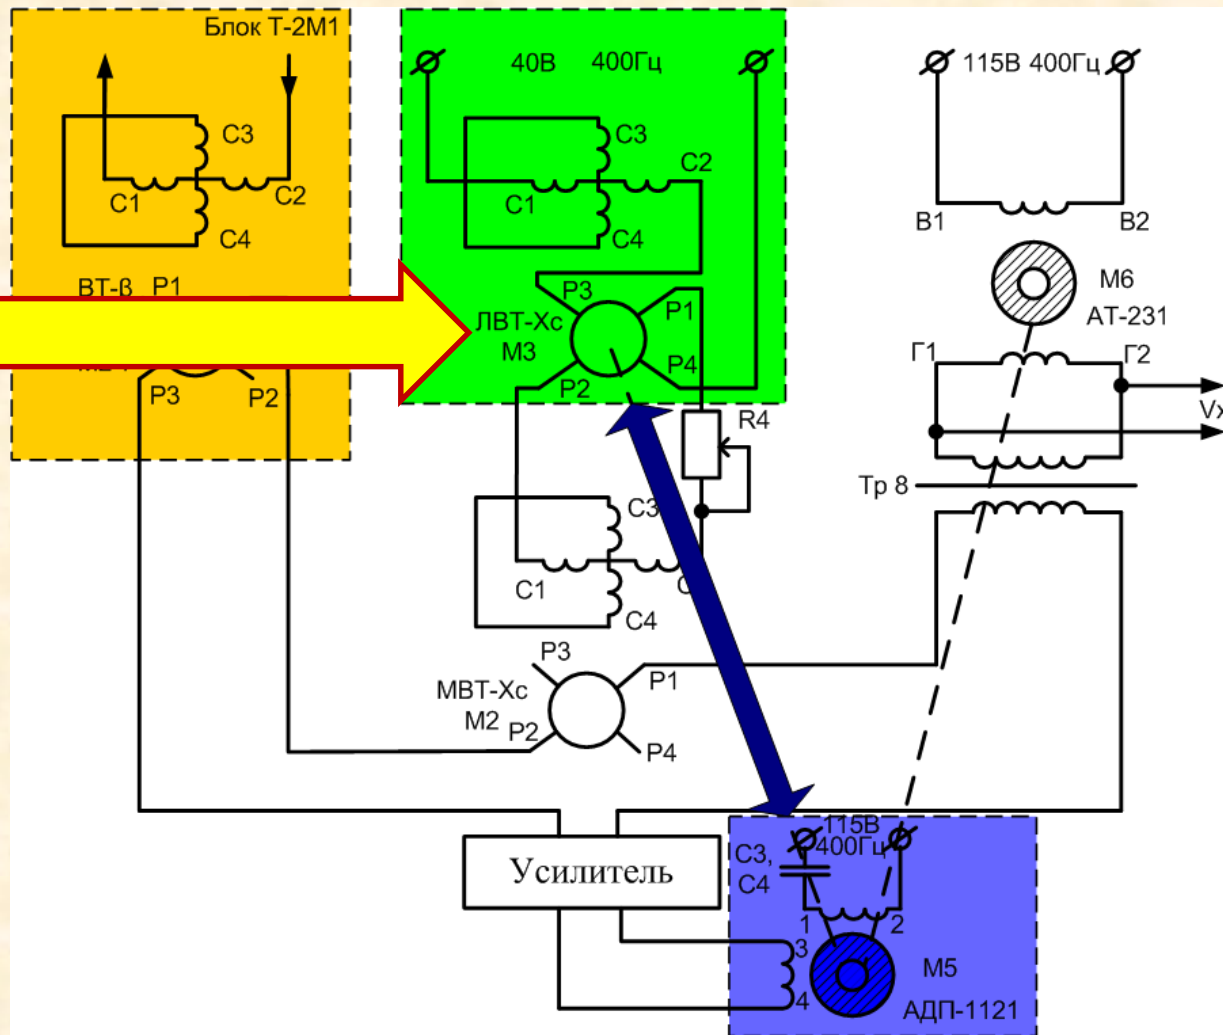 Блок Т-2М1
С3
С1
С2
С4
ВТ-β Р1
Р3
Р2
40В 400Гц
С3
С2
С1
С4
Р3
Р1
ЛВТ-Хс
М3
Р4
Р2
R4
С3
С1
С4
Р3
МВТ-Хс
Р1
М2
Р2
Р4
115В 400Гц
В1
В2
М6
АТ-231
Г1
Г2
Vх
Тр 8
Усилитель
115В
400Гц
С3,
С4
1
2
3
4
М5
АДП-1121